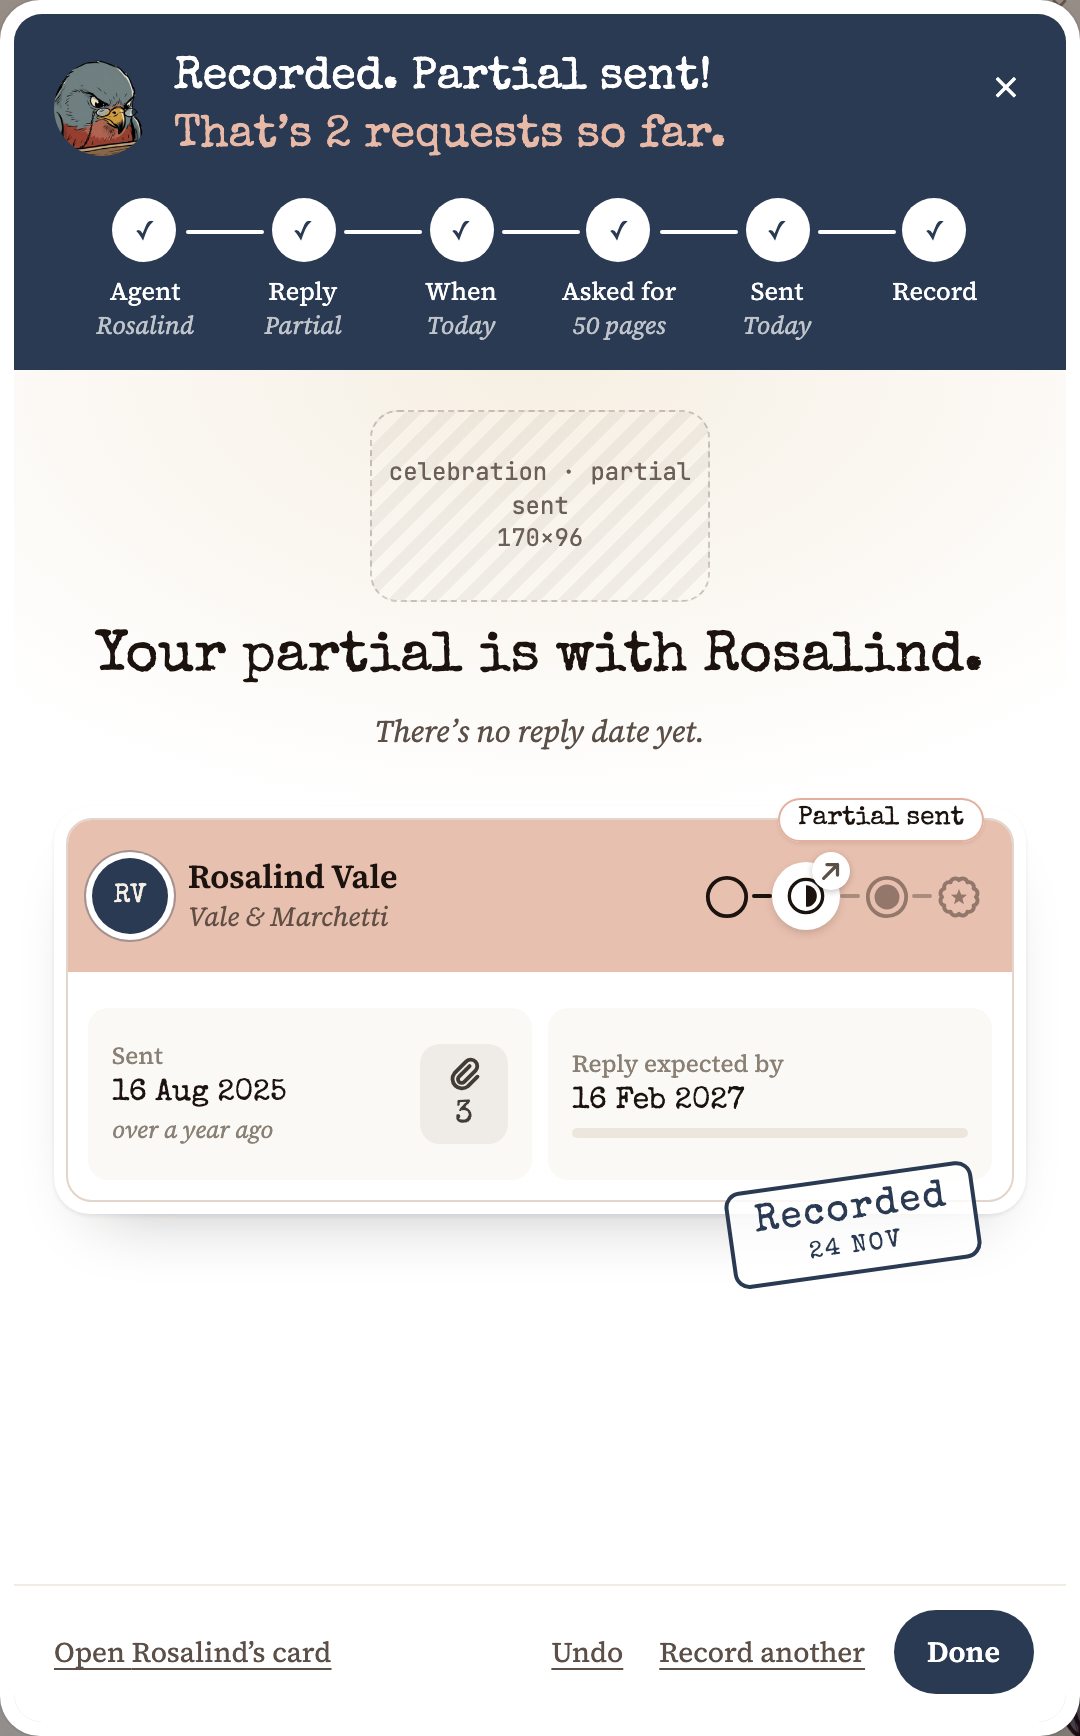 Recorded. Partial sent!
That’s 2 requests so far.
Agent
Rosalind
Reply
Partial
When
Today
Asked for
50 pages
Sent
Today
Record
celebration · partial
sent
170×96
Your partial is with Rosalind.
There’s no reply date yet.
Partial sent
RV
Rosalind Vale
Vale & Marchetti
Sent
16 Aug 2025
over a year ago
3
Reply expected by
16 Feb 2027
Recorded
24 NOV
Open Rosalind’s card
Undo
Record another
Done